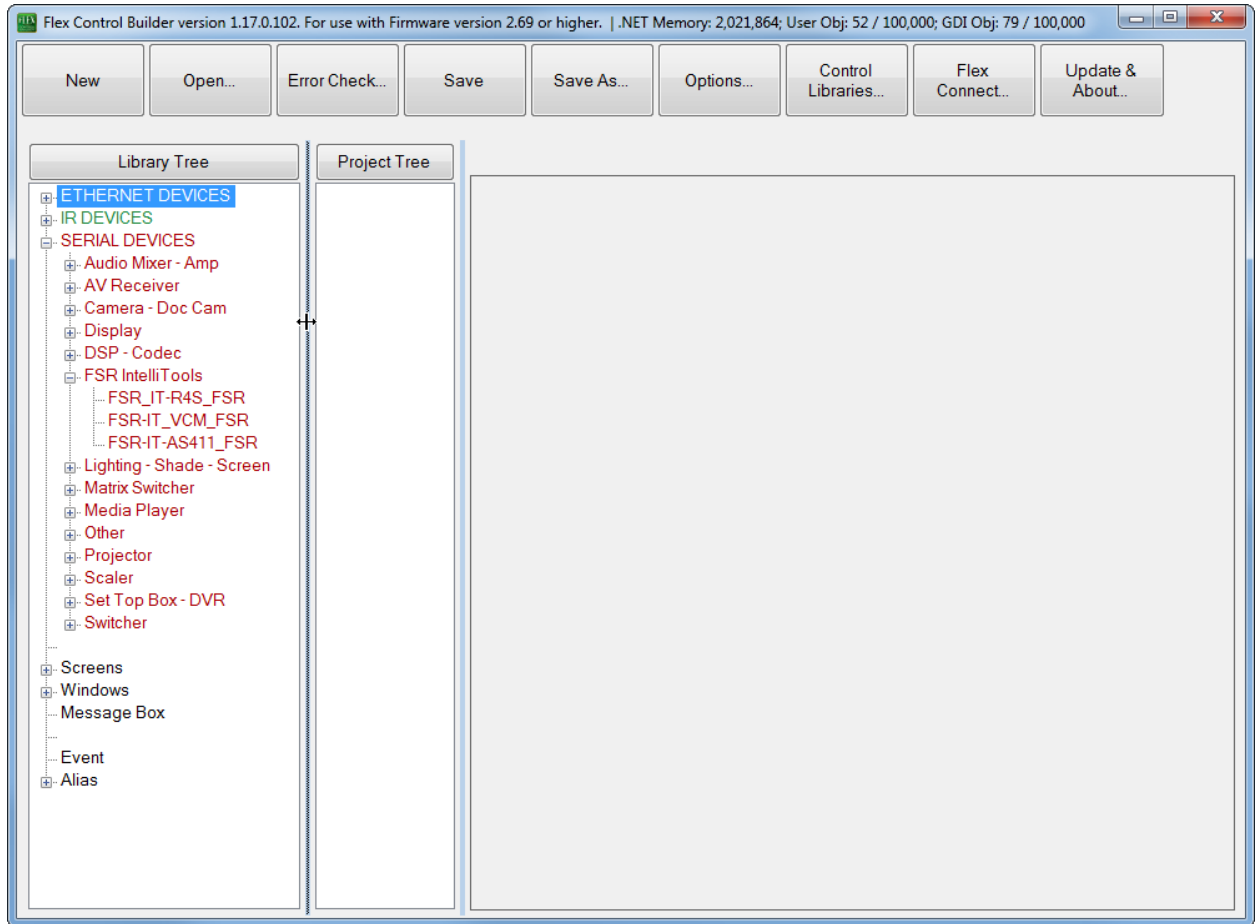 Flex Control Builder version 1.17.0.102. For use with Firmware version 2.69 or higher. | .NET Memory: 2,021,864; User Obj: 52 / 100,000; GDI Obj: 79 / 100,000
New
Open...
Error Check...
Save
Save As...
Options...
Control
Libraries...
Flex
Connect...
Update &
About...
Library Tree
Project Tree
ETHERNET DEVICES
IR DEVICES
SERIAL DEVICES
Audio Mixer - Amp
AV Receiver
Camera - Doc Cam
Display
DSP - Codec
FSR IntelliTools
FSR_IT-R4S_FSR
FSR-IT_VCM_FSR
FSR-IT-AS411_FSR
Lighting - Shade - Screen
Matrix Switcher
Media Player
Other
Projector
Scaler
Set Top Box - DVR
Switcher
Screens
Windows
Message Box
Event
Alias